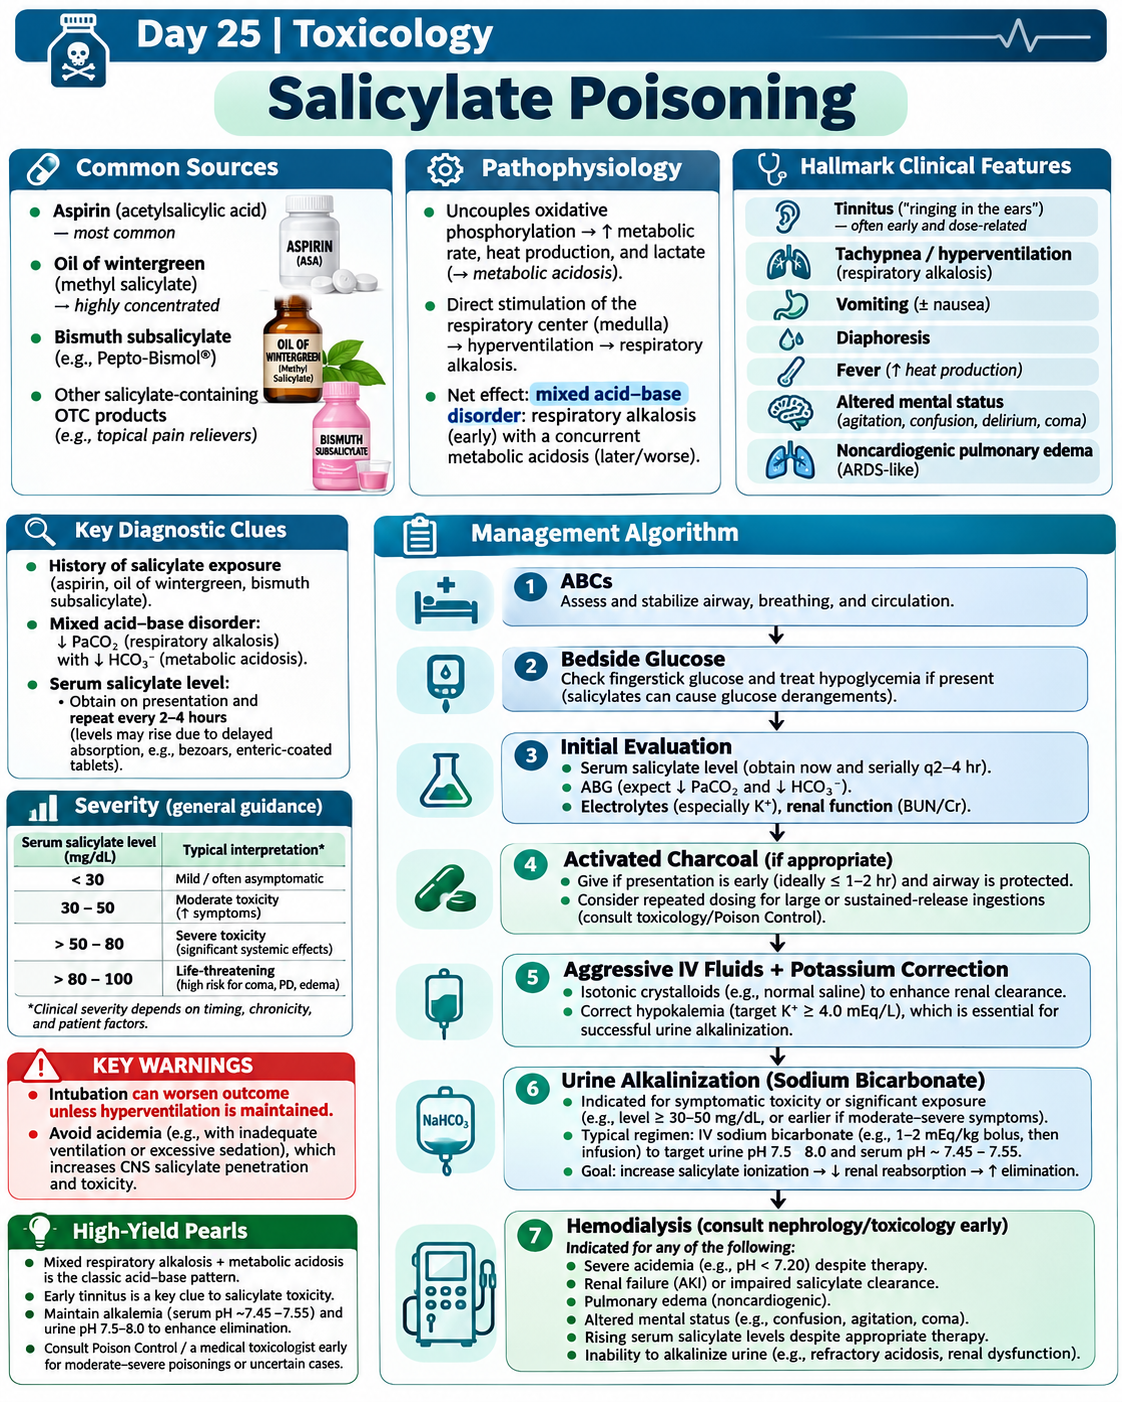 Day 25 | Toxicology
Salicylate Poisoning
Common Sources
Aspirin (acetylsalicylic acid)
— most common
Oil of wintergreen
(methyl salicylate)
→ highly concentrated
Bismuth subsalicylate
(e.g., Pepto-Bismol®)
Other salicylate-containing
OTC products
(e.g., topical pain relievers)
ASPIRIN
(ASA)
OIL OF
WINTERGREEN
(Methyl
Salicylate)
BISMUTH
SUBSALICYLATE
Pathophysiology
Uncouples oxidative
phosphorylation → ↑ metabolic
rate, heat production, and lactate
(→ metabolic acidosis).
Direct stimulation of the
respiratory center (medulla)
→ hyperventilation → respiratory
alkalosis.
Net effect: mixed acid–base
disorder: respiratory alkalosis
(early) with a concurrent
metabolic acidosis (later/worse).
Hallmark Clinical Features
Tinnitus ("ringing in the ears")
— often early and dose-related
Tachypnea / hyperventilation
(respiratory alkalosis)
Vomiting (± nausea)
Diaphoresis
Fever (↑ heat production)
Altered mental status
(agitation, confusion, delirium, coma)
Noncardiogenic pulmonary edema
(ARDS-like)
Key Diagnostic Clues
History of salicylate exposure
(aspirin, oil of wintergreen, bismuth
subsalicylate).
Mixed acid–base disorder:
↓ PaCO₂ (respiratory alkalosis)
with ↓ HCO₃⁻ (metabolic acidosis).
Serum salicylate level:
• Obtain on presentation and
repeat every 2–4 hours
(levels may rise due to delayed
absorption, e.g., bezoars, enteric-coated
tablets).
Severity (general guidance)
Serum salicylate level
(mg/dL)
Typical interpretation*
< 30
Mild / often asymptomatic
30 – 50
Moderate toxicity
(↑ symptoms)
> 50 – 80
Severe toxicity
(significant systemic effects)
> 80 – 100
Life-threatening
(high risk for coma, PD, edema)
*Clinical severity depends on timing, chronicity,
and patient factors.
KEY WARNINGS
Intubation can worsen outcome
unless hyperventilation is maintained.
Avoid acidemia (e.g., with inadequate
ventilation or excessive sedation), which
increases CNS salicylate penetration
and toxicity.
High-Yield Pearls
Mixed respiratory alkalosis + metabolic acidosis
is the classic acid–base pattern.
Early tinnitus is a key clue to salicylate toxicity.
Maintain alkalemia (serum pH ~7.45 –7.55) and
urine pH 7.5–8.0 to enhance elimination.
Consult Poison Control / a medical toxicologist early
for moderate–severe poisonings or uncertain cases.
Management Algorithm
1 ABCs
Assess and stabilize airway, breathing, and circulation.
2 Bedside Glucose
Check fingerstick glucose and treat hypoglycemia if present
(salicylates can cause glucose derangements).
3 Initial Evaluation
Serum salicylate level (obtain now and serially q2–4 hr).
ABG (expect ↓ PaCO₂ and ↓ HCO₃⁻).
Electrolytes (especially K⁺), renal function (BUN/Cr).
4 Activated Charcoal (if appropriate)
Give if presentation is early (ideally ≤ 1–2 hr) and airway is protected.
Consider repeated dosing for large or sustained-release ingestions
(consult toxicology/Poison Control).
5 Aggressive IV Fluids + Potassium Correction
Isotonic crystalloids (e.g., normal saline) to enhance renal clearance.
Correct hypokalemia (target K⁺ ≥ 4.0 mEq/L), which is essential for
successful urine alkalinization.
NaHCO₃
6 Urine Alkalinization (Sodium Bicarbonate)
Indicated for symptomatic toxicity or significant exposure
(e.g., level ≥ 30–50 mg/dL, or earlier if moderate–severe symptoms).
Typical regimen: IV sodium bicarbonate (e.g., 1–2 mEq/kg bolus, then
infusion) to target urine pH 7.5 8.0 and serum pH ~ 7.45 – 7.55.
Goal: increase salicylate ionization → ↓ renal reabsorption → ↑ elimination.
7 Hemodialysis (consult nephrology/toxicology early)
Indicated for any of the following:
Severe acidemia (e.g., pH < 7.20) despite therapy.
Renal failure (AKI) or impaired salicylate clearance.
Pulmonary edema (noncardiogenic).
Altered mental status (e.g., confusion, agitation, coma).
Rising serum salicylate levels despite appropriate therapy.
Inability to alkalinize urine (e.g., refractory acidosis, renal dysfunction).